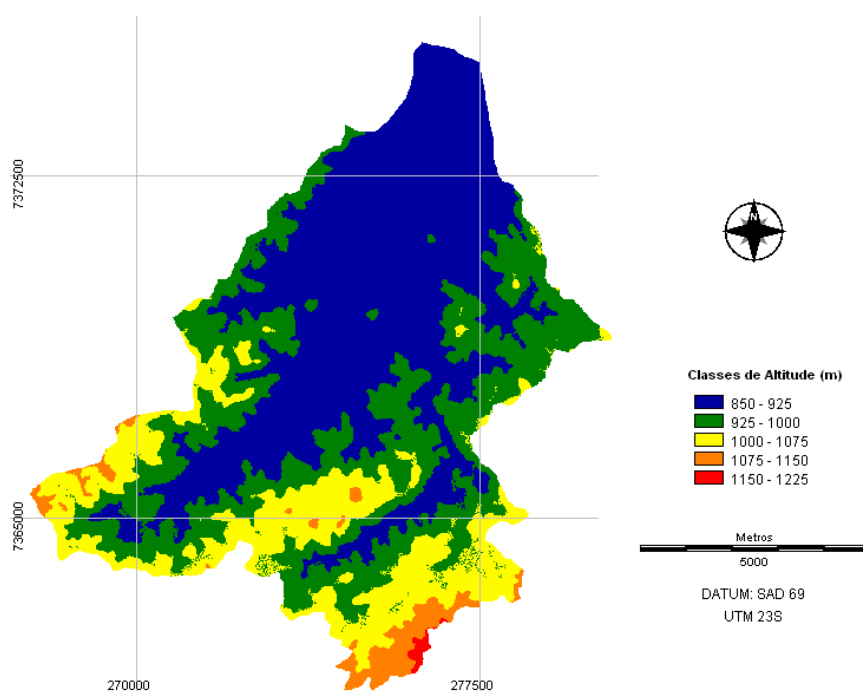 7372500
7365000
270000
277500
N
Classes de Altitude (m)
850 - 925
925 - 1000
1000 - 1075
1075 - 1150
1150 - 1225
Metros
5000
DATUM: SAD 69
UTM 23S